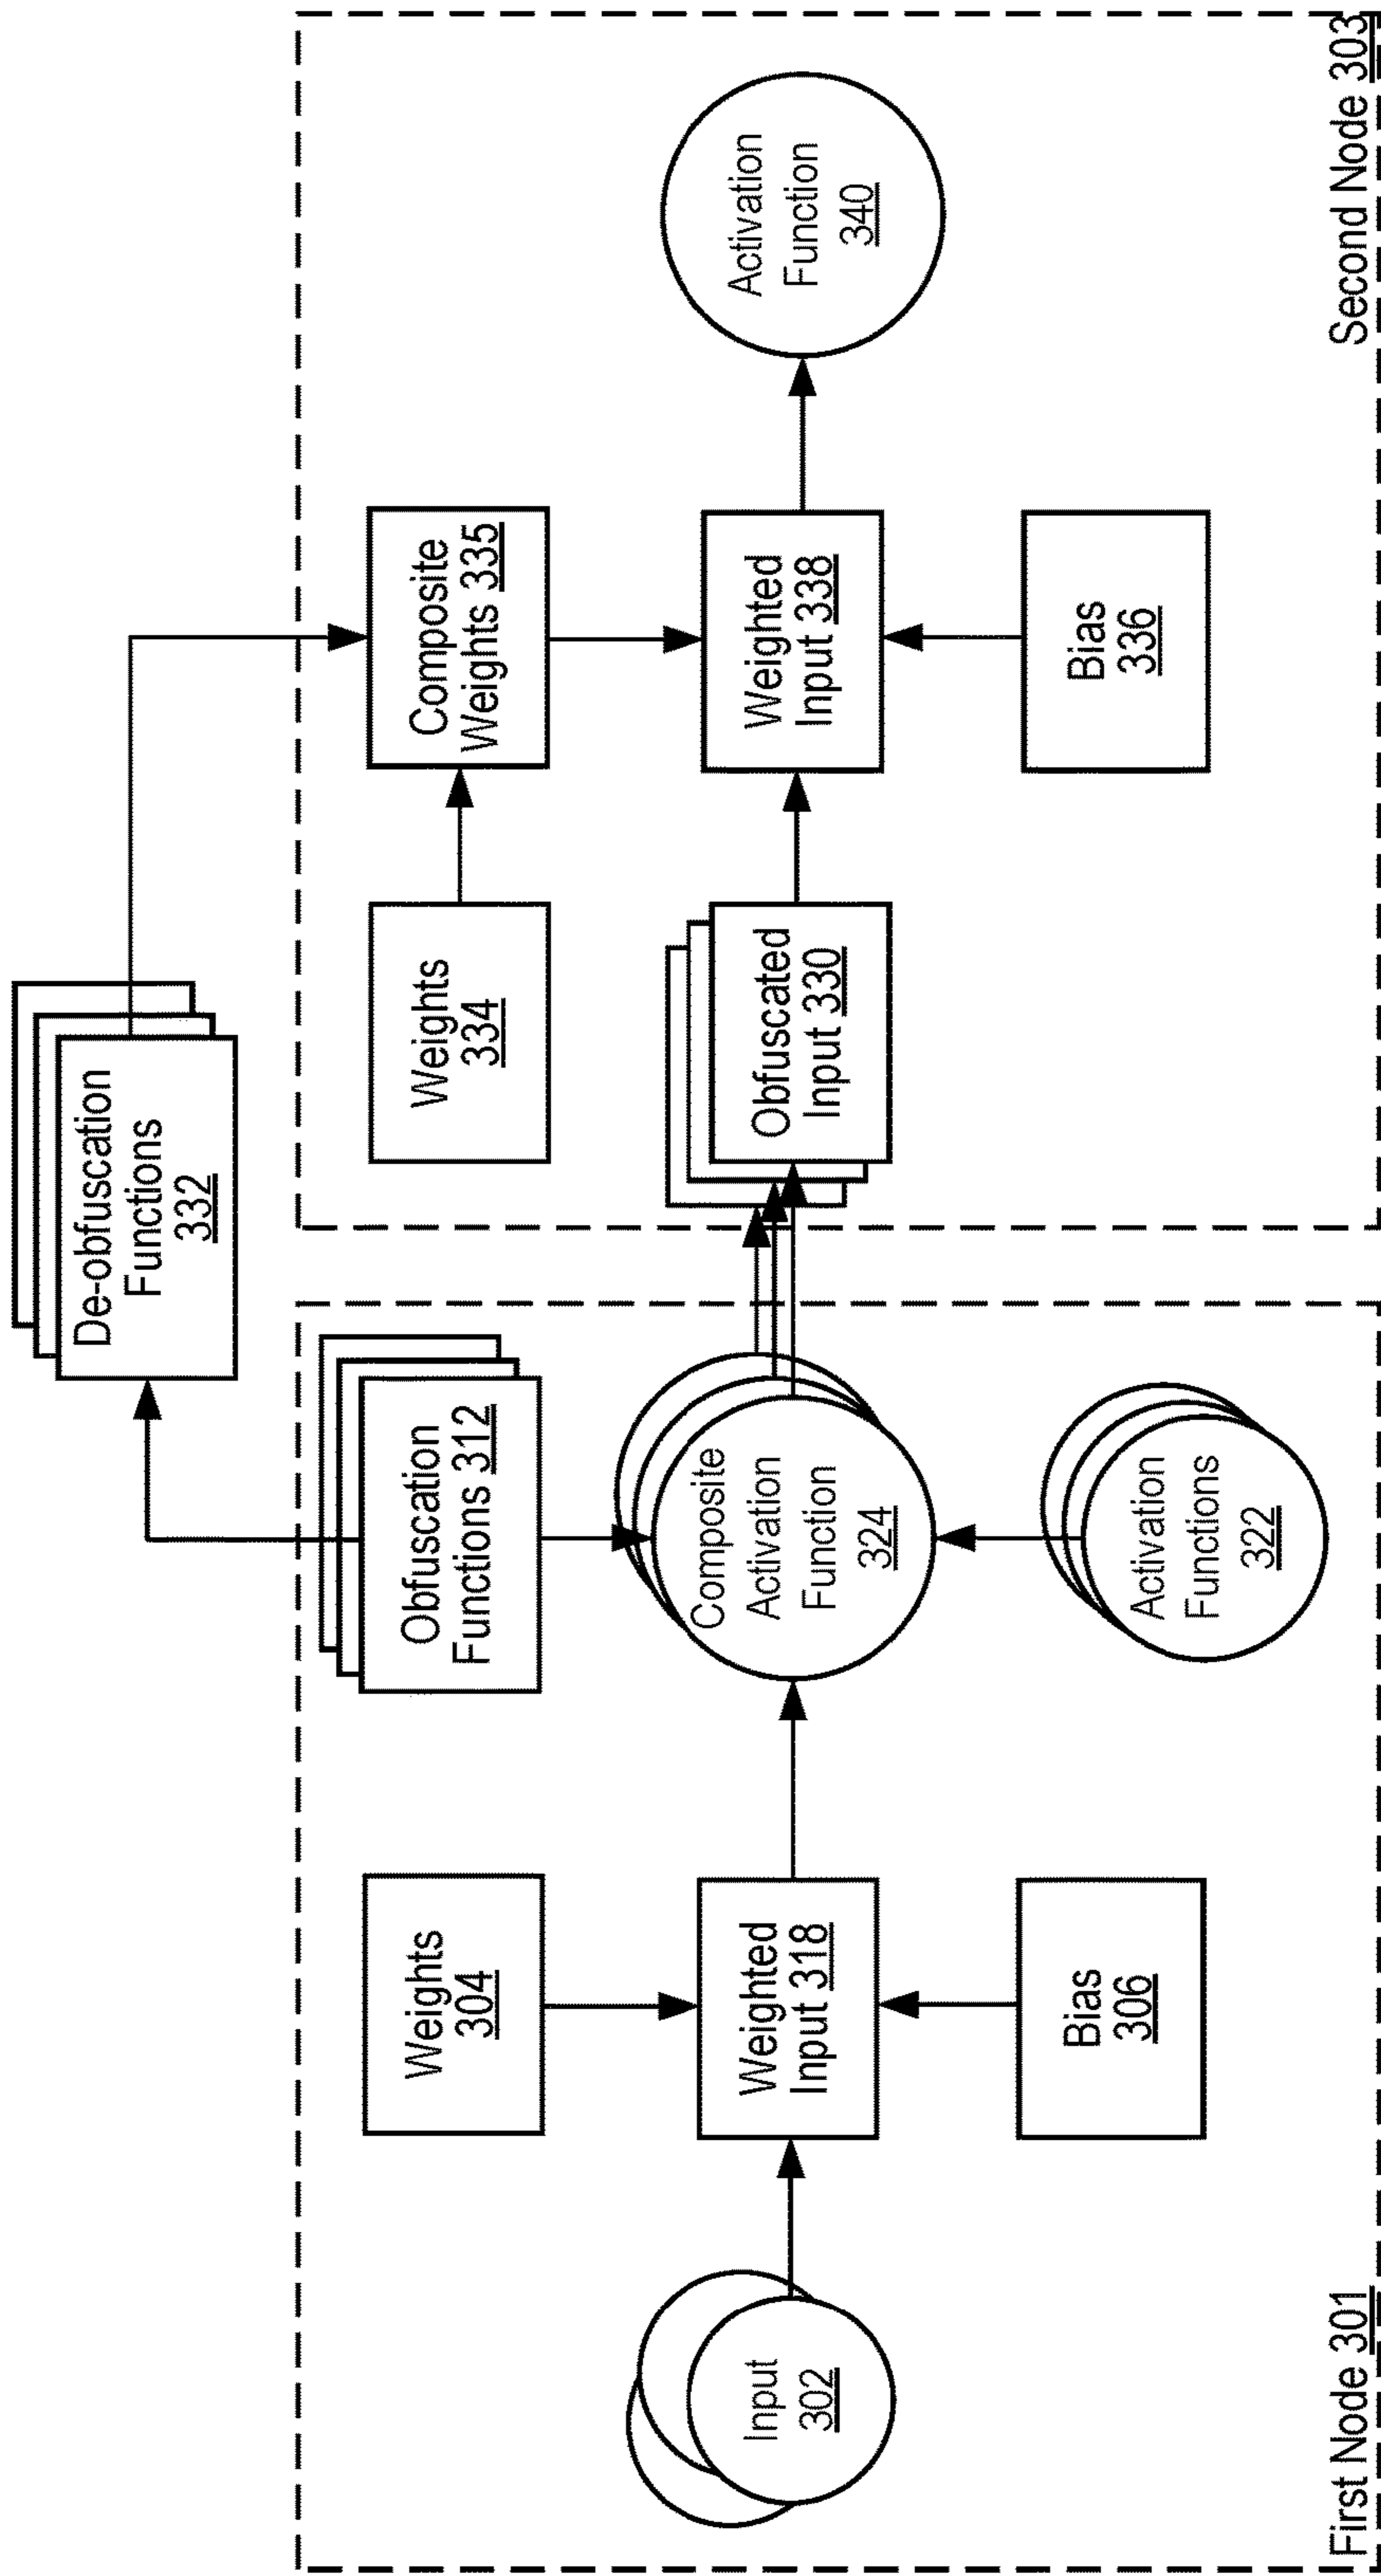 De-obfuscation
Functions
332
Weights
304
Obfuscation
Functions 312
Weights
334
Composite
Weights 335
Input
302
Weighted
Input 318
Composite
Activation
Function
324
Obfuscated
Input 330
Weighted
Input 338
Activation
Function
340
Bias
306
Activation
Functions
322
Bias
336
First Node 301
Second Node 303